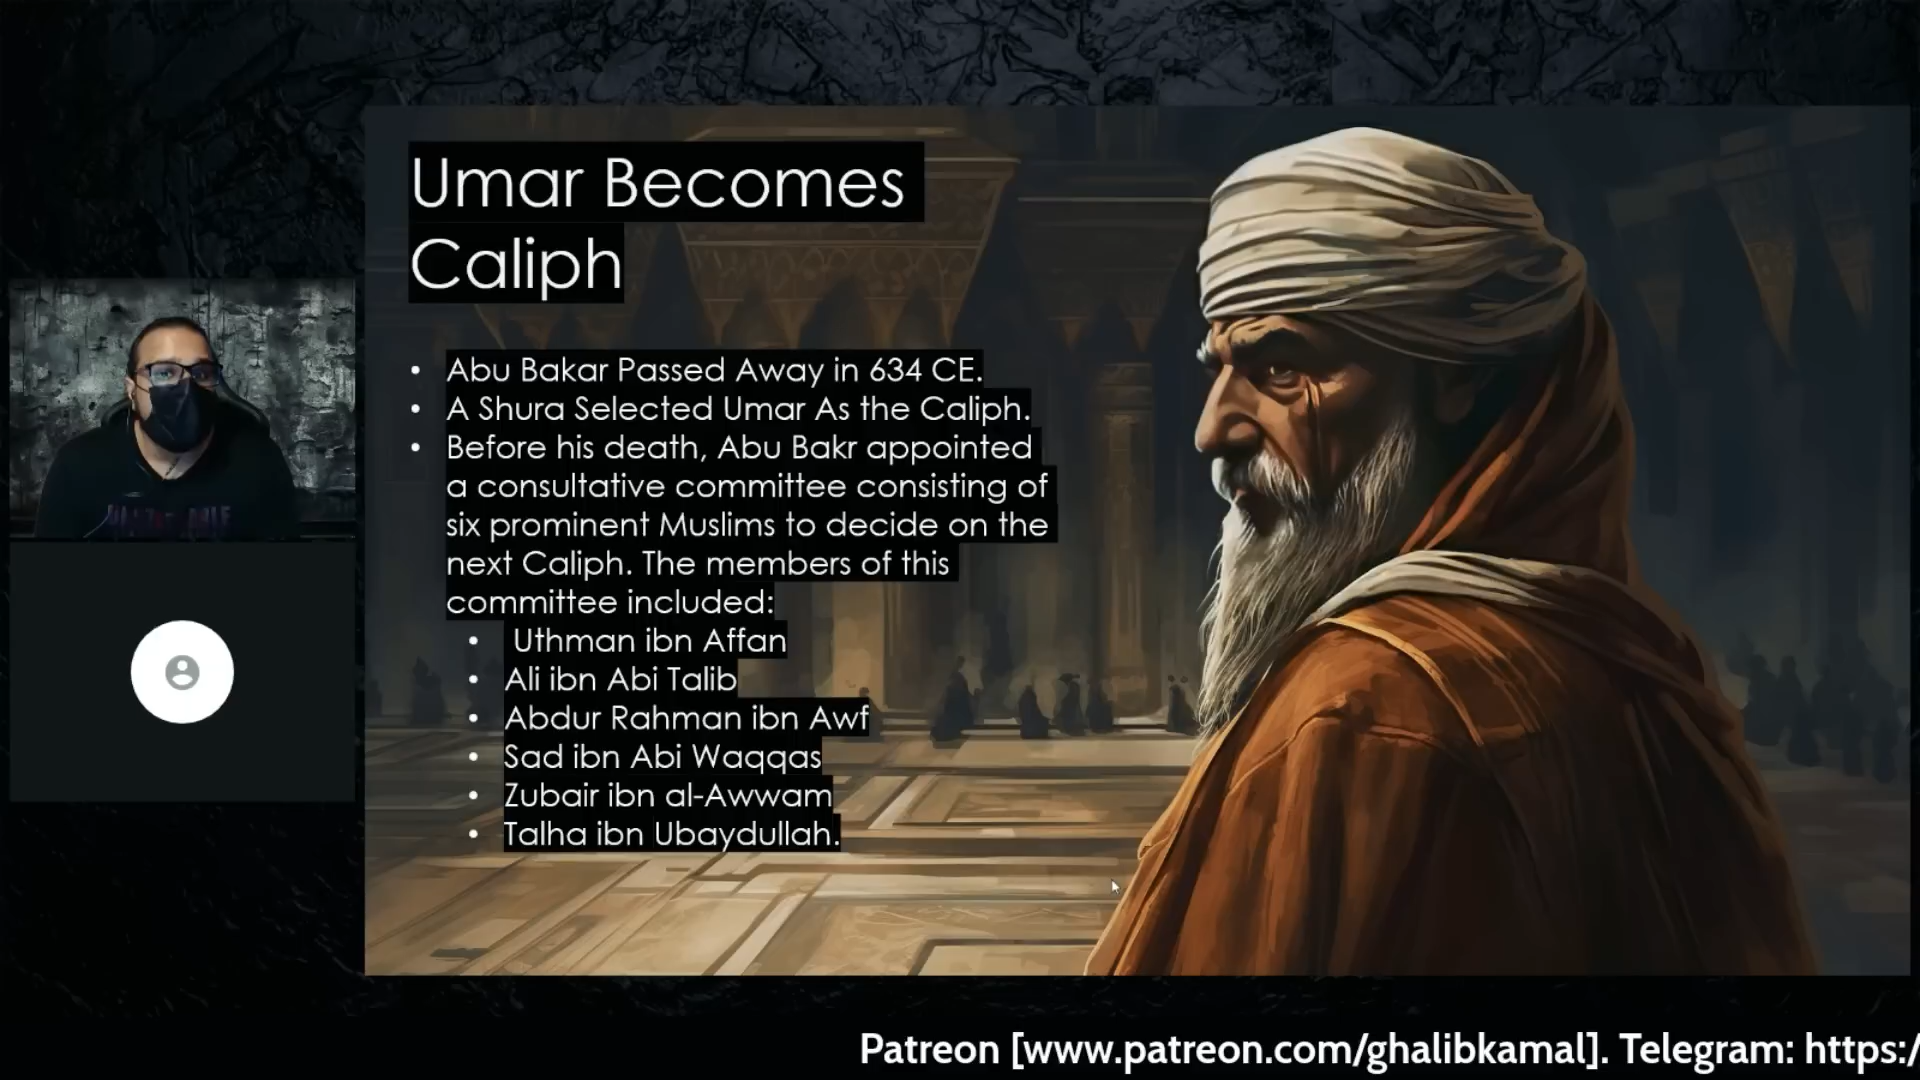 Umar Becomes
Caliph
• Abu Bakar Passed Away in 634 CE.
• A Shura Selected Umar As the Caliph.
• Before his death, Abu Bakr appointed
a consultative committee consisting of
six prominent Muslims to decide on the
next Caliph. The members of this
committee included:
• Uthman ibn Affan
• Ali ibn Abi Talib
• Abdur Rahman ibn Awf
• Sad ibn Abi Waqqas
• Zubair ibn al-Awwam
• Talha ibn Ubaydullah.
Patreon [www.patreon.com/ghalibkamal]. Telegram: https:/